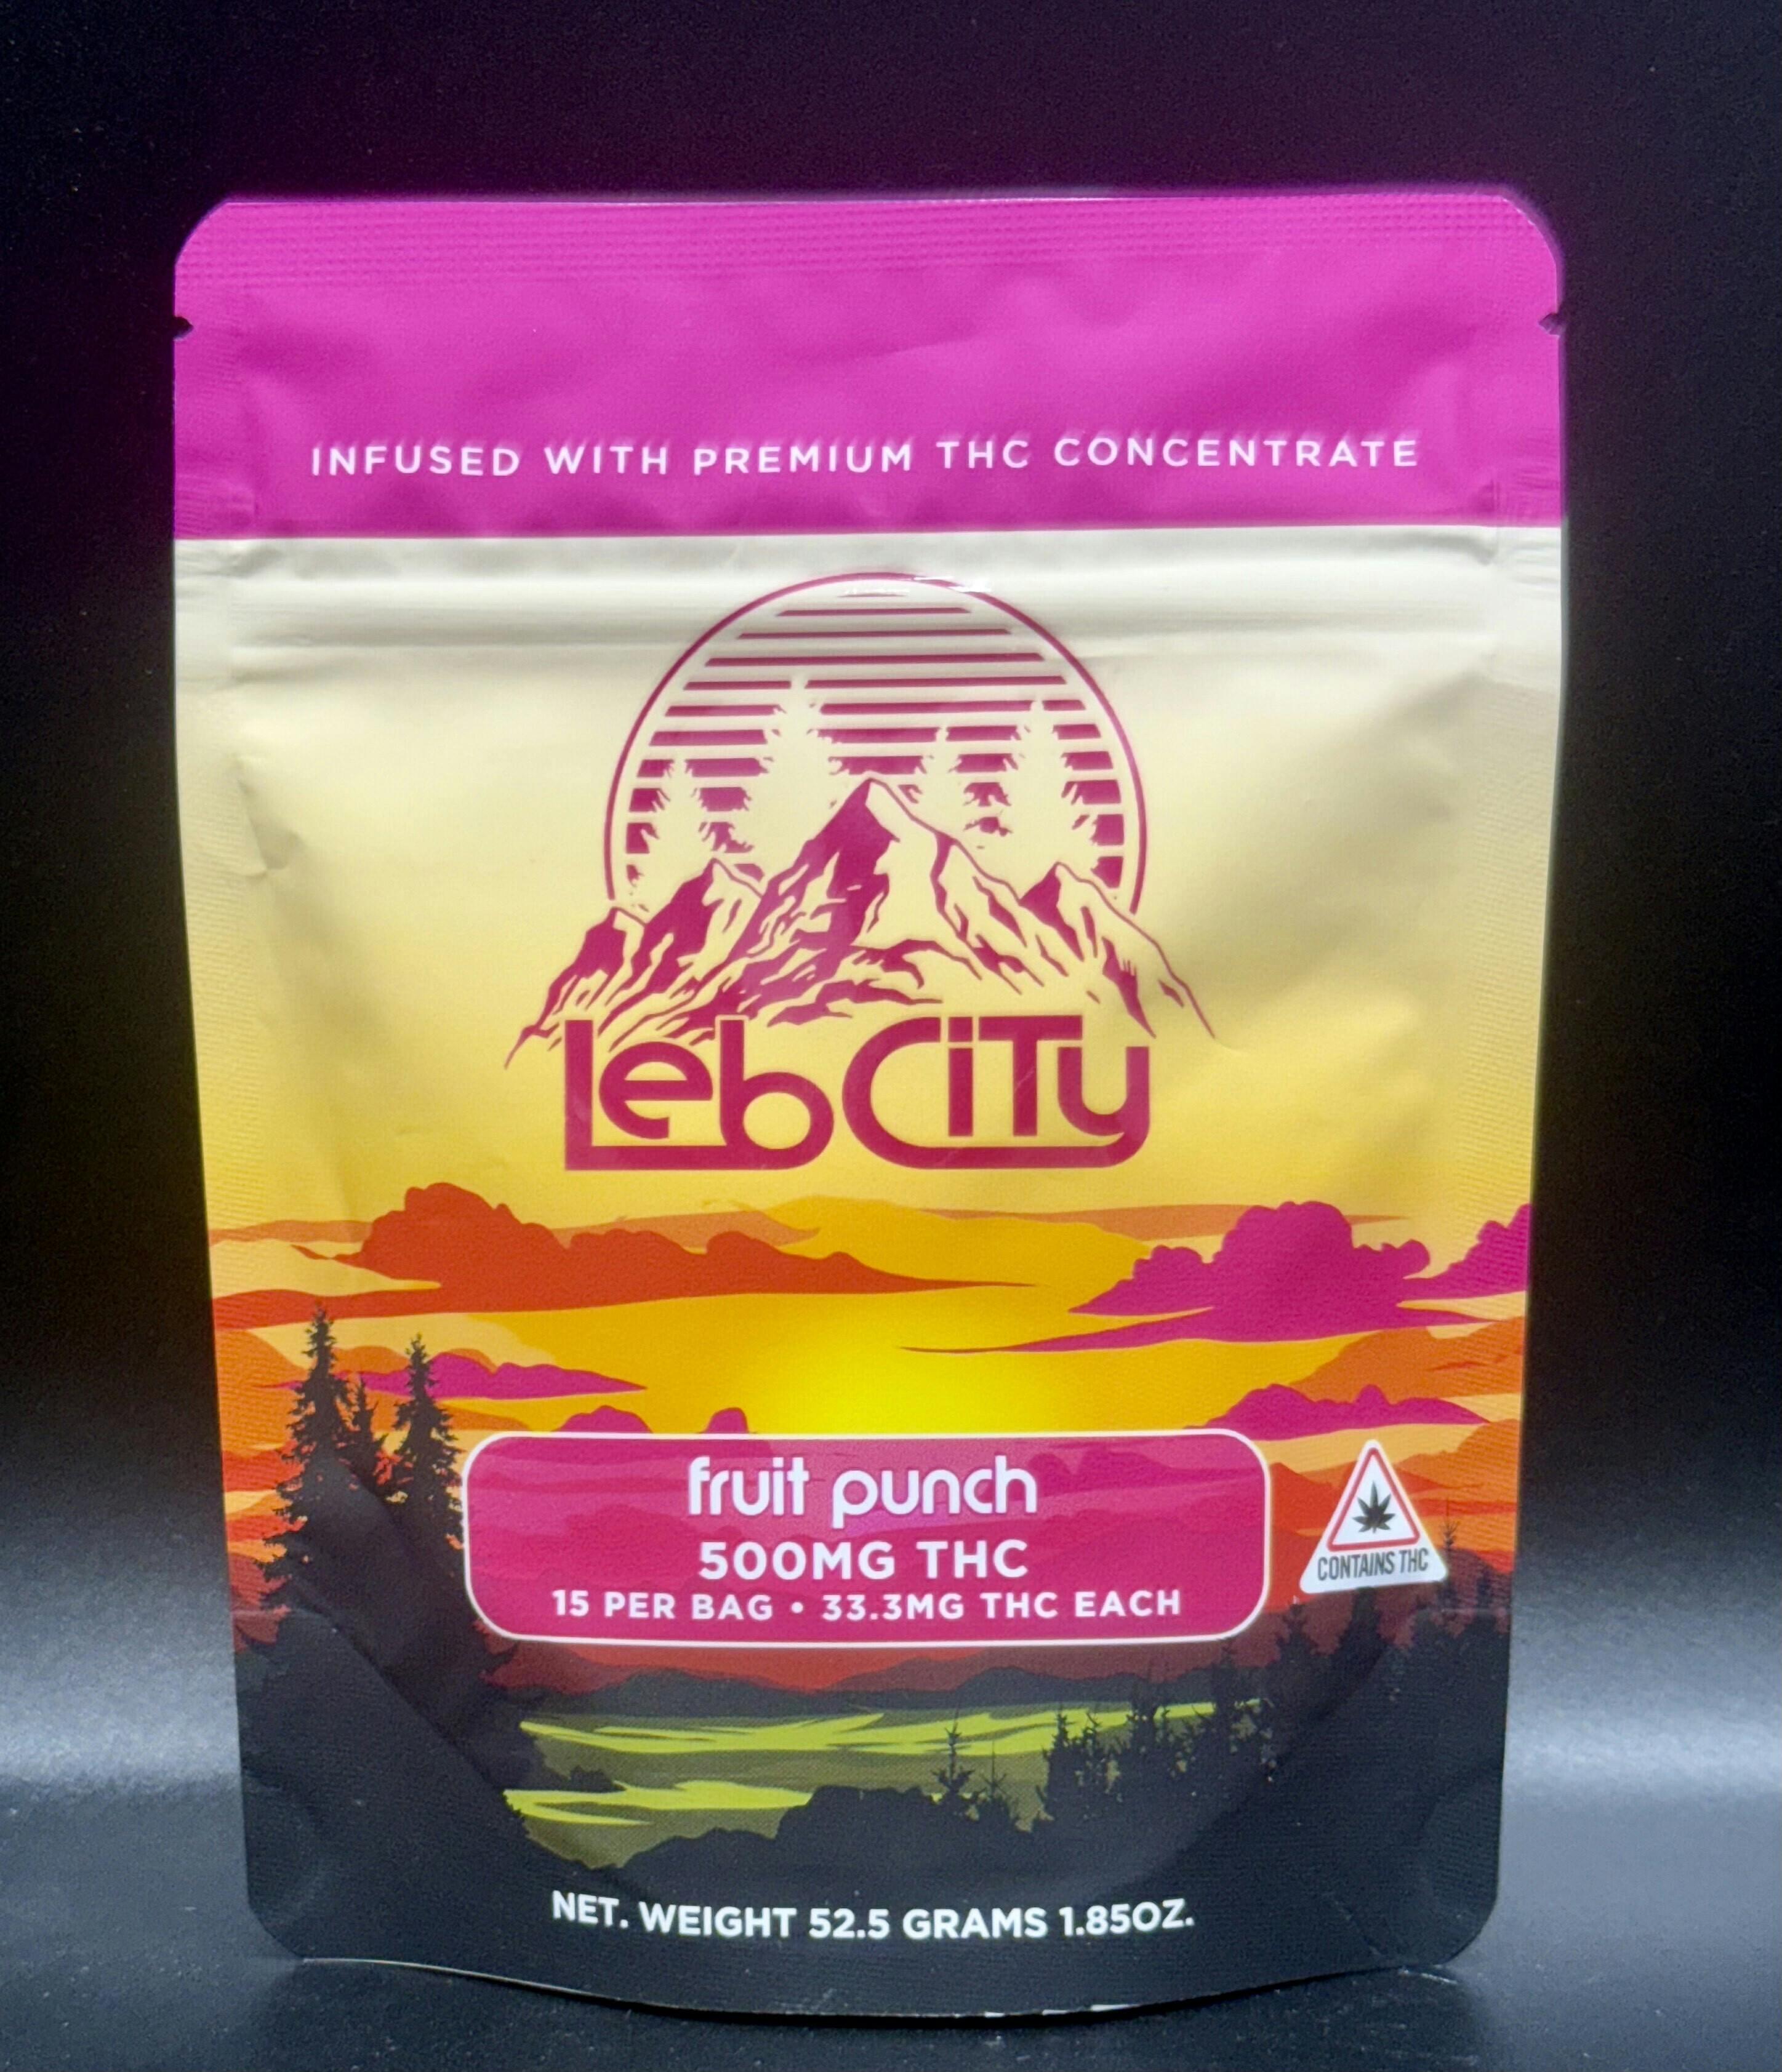 INFUSED WITH PREMIUM THC CONCENTRATE
LebCiTy
fruit punch
500MG THC
15 PER BAG • 33.3MG THC EACH
CONTAINS THC
NET. WEIGHT 52.5 GRAMS 1.85OZ.